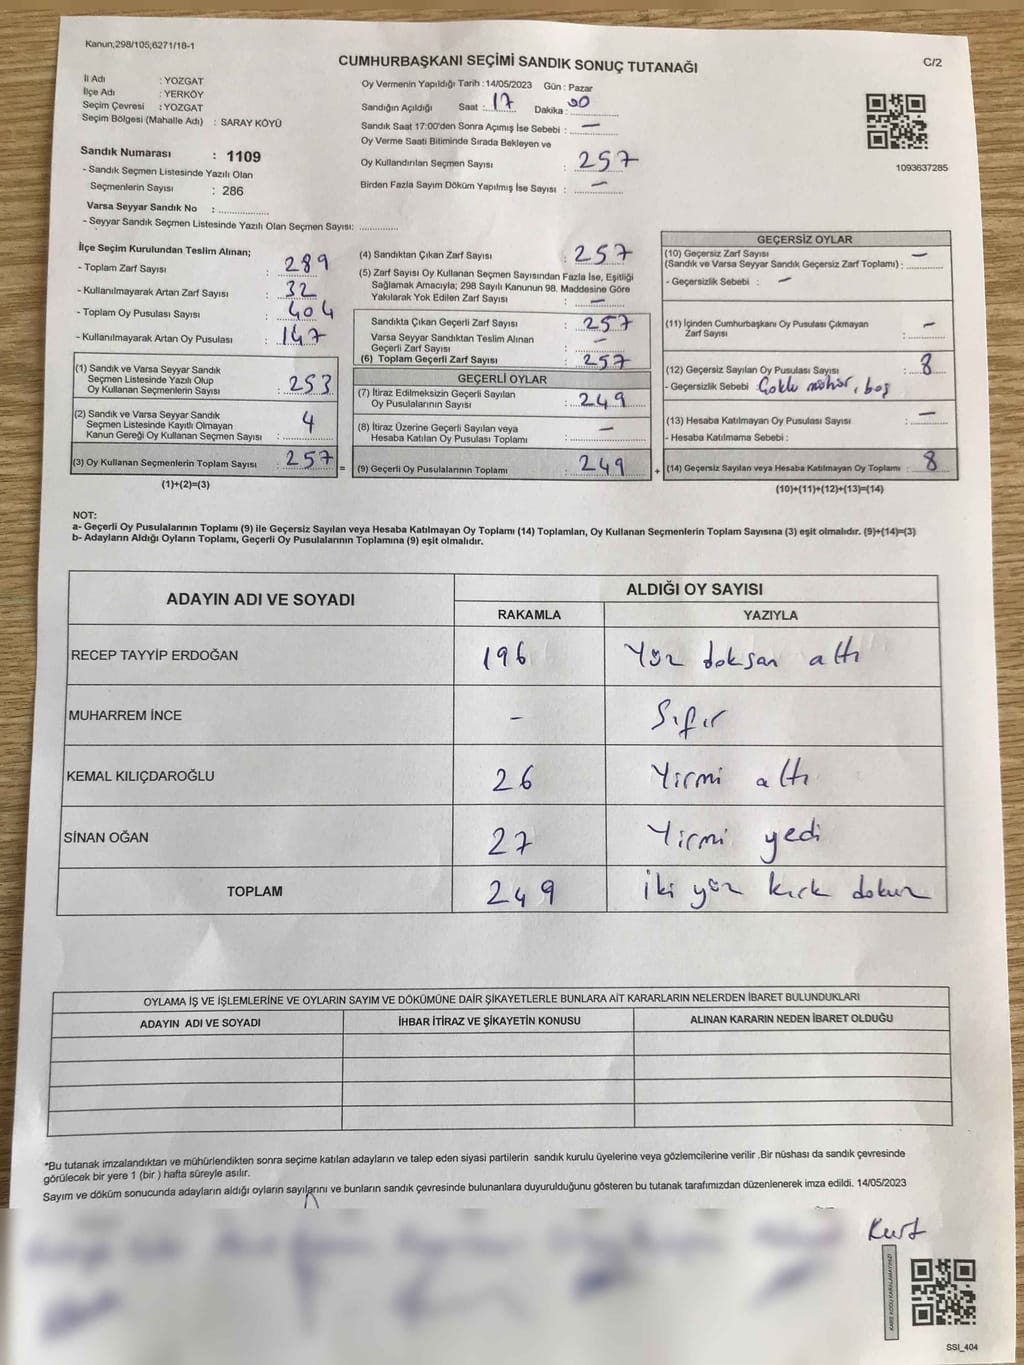 Kanun;298/105;6271/18-1
CUMHURBAŞKANI SEÇİMİ SANDIK SONUÇ TUTANAĞI
C/2
İl Adı : YOZGAT
İlçe Adı : YERKÖY
Seçim Çevresi : YOZGAT
Seçim Bölgesi (Mahalle Adı) : SARAY KÖYÜ
Sandık Numarası : 1109
- Sandık Seçmen Listesinde Yazılı Olan
Seçmenlerin Sayısı : 286
Varsa Seyyar Sandık No :
- Seyyar Sandık Seçmen Listesinde Yazılı Olan Seçmen Sayısı:
Oy Vermenin Yapıldığı Tarih :14/05/2023 Gün : Pazar
Sandığın Açıldığı Saat : 17 Dakika : 00
Sandık Saat 17:00'den Sonra Açımış İse Sebebi : —
Oy Verme Saati Bitiminde Sırada Bekleyen ve
Oy Kullandırılan Seçmen Sayısı : 257
Birden Fazla Sayım Döküm Yapılmış İse Sayısı : —
1093637285
İlçe Seçim Kurulundan Teslim Alınan;
- Toplam Zarf Sayısı : 289
- Kullanılmayarak Artan Zarf Sayısı : 32
- Toplam Oy Pusulası Sayısı : 404
- Kullanılmayarak Artan Oy Pusulası : 147
(1) Sandık ve Varsa Seyyar Sandık
Seçmen Listesinde Yazılı Olup
Oy Kullanan Seçmenlerin Sayısı : 253
(2) Sandık ve Varsa Seyyar Sandık
Seçmen Listesinde Kayıtlı Olmayan
Kanun Gereği Oy Kullanan Seçmen Sayısı : 4
(3) Oy Kullanan Seçmenlerin Toplam Sayısı : 257 =
(1)+(2)=(3)
(4) Sandıktan Çıkan Zarf Sayısı : 257
(5) Zarf Sayısı Oy Kullanan Seçmen Sayısından Fazla İse, Eşitliği
Sağlamak Amacıyla; 298 Sayılı Kanunun 98. Maddesine Göre
Yakılarak Yok Edilen Zarf Sayısı : —
Sandıkta Çıkan Geçerli Zarf Sayısı : 257
Varsa Seyyar Sandıktan Teslim Alınan
Geçerli Zarf Sayısı : —
(6) Toplam Geçerli Zarf Sayısı : 257
GEÇERLİ OYLAR
(7) İtiraz Edilmeksizin Geçerli Sayılan
Oy Pusulalarının Sayısı : 249
(8) İtiraz Üzerine Geçerli Sayılan veya
Hesaba Katılan Oy Pusulası Toplamı : —
(9) Geçerli Oy Pusulalarının Toplamı : 249 +
GEÇERSİZ OYLAR
(10) Geçersiz Zarf Sayısı —
(Sandık ve Varsa Seyyar Sandık Geçersiz Zarf Toplamı) :
- Geçersizlik Sebebi : —
(11) İçinden Cumhurbaşkanı Oy Pusulası Çıkmayan
Zarf Sayısı : —
(12) Geçersiz Sayılan Oy Pusulası Sayısı : 8
- Geçersizlik Sebebi Çoklu mühür, boş
(13) Hesaba Katılmayan Oy Pusulası Sayısı : —
- Hesaba Katılmama Sebebi :
(14) Geçersiz Sayılan veya Hesaba Katılmayan Oy Toplamı : 8
(10)+(11)+(12)+(13)=(14)
NOT:
a- Geçerli Oy Pusulalarının Toplamı (9) ile Geçersiz Sayılan veya Hesaba Katılmayan Oy Toplamı (14) Toplamları, Oy Kullanan Seçmenlerin Toplam Sayısına (3) eşit olmalıdır. (9)+(14)=(3)
b- Adayların Aldığı Oyların Toplamı, Geçerli Oy Pusulalarının Toplamına (9) eşit olmalıdır.
ADAYIN ADI VE SOYADI
ALDIĞI OY SAYISI
RAKAMLA YAZIYLA
RECEP TAYYİP ERDOĞAN 196 Yüz doksan altı
MUHARREM İNCE - Sıfır
KEMAL KILIÇDAROĞLU 26 Yirmi altı
SİNAN OĞAN 27 Yirmi yedi
TOPLAM 249 İki yüz kırk dokuz
OYLAMA İŞ VE İŞLEMLERİNE VE OYLARIN SAYIM VE DÖKÜMÜNE DAİR ŞİKAYETLERLE BUNLARA AİT KARARLARIN NELERDEN İBARET BULUNDUKLARI
ADAYIN ADI VE SOYADI İHBAR İTİRAZ VE ŞİKAYETİN KONUSU ALINAN KARARIN NEDEN İBARET OLDUĞU
*Bu tutanak imzalandıktan ve mühürlendikten sonra seçime katılan adayların ve talep eden siyasi partilerin sandık kurulu üyelerine veya gözlemcilerine verilir .Bir nüshası da sandık çevresinde
görülecek bir yere 1 (bir ) hafta süreyle asılır.
Sayım ve döküm sonucunda adayların aldığı oyların sayılarını ve bunların sandık çevresinde bulunanlara duyurulduğunu gösteren bu tutanak tarafımızdan düzenlenerek imza edildi. 14/05/2023
Kurt
SSI_404